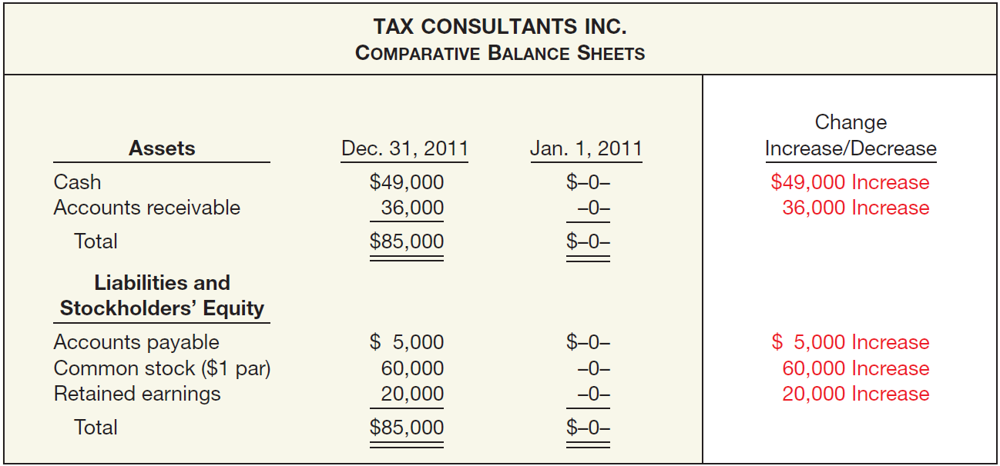 TAX CONSULTANTS INC.
COMPARATIVE BALANCE SHEETS
Change
Assets Dec. 31, 2011 Jan. 1, 2011 Increase/Decrease
Cash $49,000 $–0– $49,000 Increase
Accounts receivable 36,000 –0– 36,000 Increase
Total $85,000 $–0–
Liabilities and
Stockholders’ Equity
Accounts payable $ 5,000 $–0– $ 5,000 Increase
Common stock ($1 par) 60,000 –0– 60,000 Increase
Retained earnings 20,000 –0– 20,000 Increase
Total $85,000 $–0–